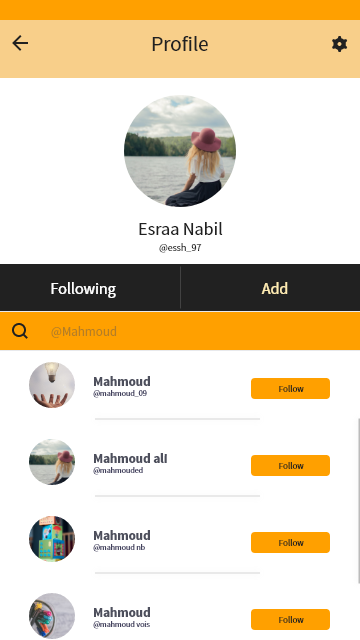 Profile
Esraa Nabil
@essh_97
Following Add
@Mahmoud
Mahmoud
@mahmoud_09
Follow
Mahmoud alI
@mahmouded
Follow
Mahmoud
@mahmoud nb
Follow
Mahmoud
@mahmoud vois
Follow